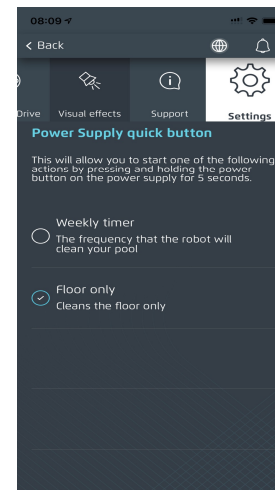 08:09
Back
Drive Visual effects Support Settings
Power Supply quick button
This will allow you to start one of the following
actions by pressing and holding the power
button on the power supply for 5 seconds.
Weekly timer
The frequency that the robot will
clean your pool
Floor only
Cleans the floor only